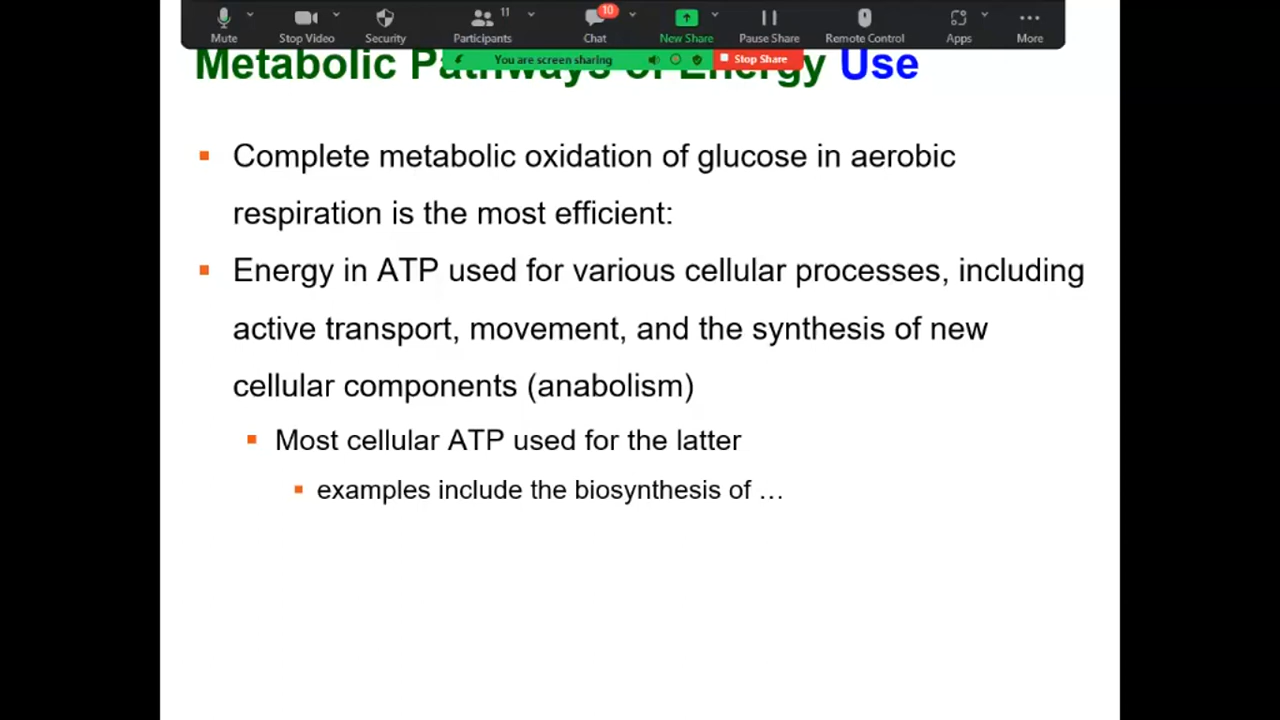 11
10
Mute
Stop Video
Security
Participants
Chat
New Share
Pause Share
Remote Control
Apps
More
You are screen sharing
Stop Share
Metabolic Pathways of Energy Use
Complete metabolic oxidation of glucose in aerobic
respiration is the most efficient:
Energy in ATP used for various cellular processes, including
active transport, movement, and the synthesis of new
cellular components (anabolism)
Most cellular ATP used for the latter
examples include the biosynthesis of …